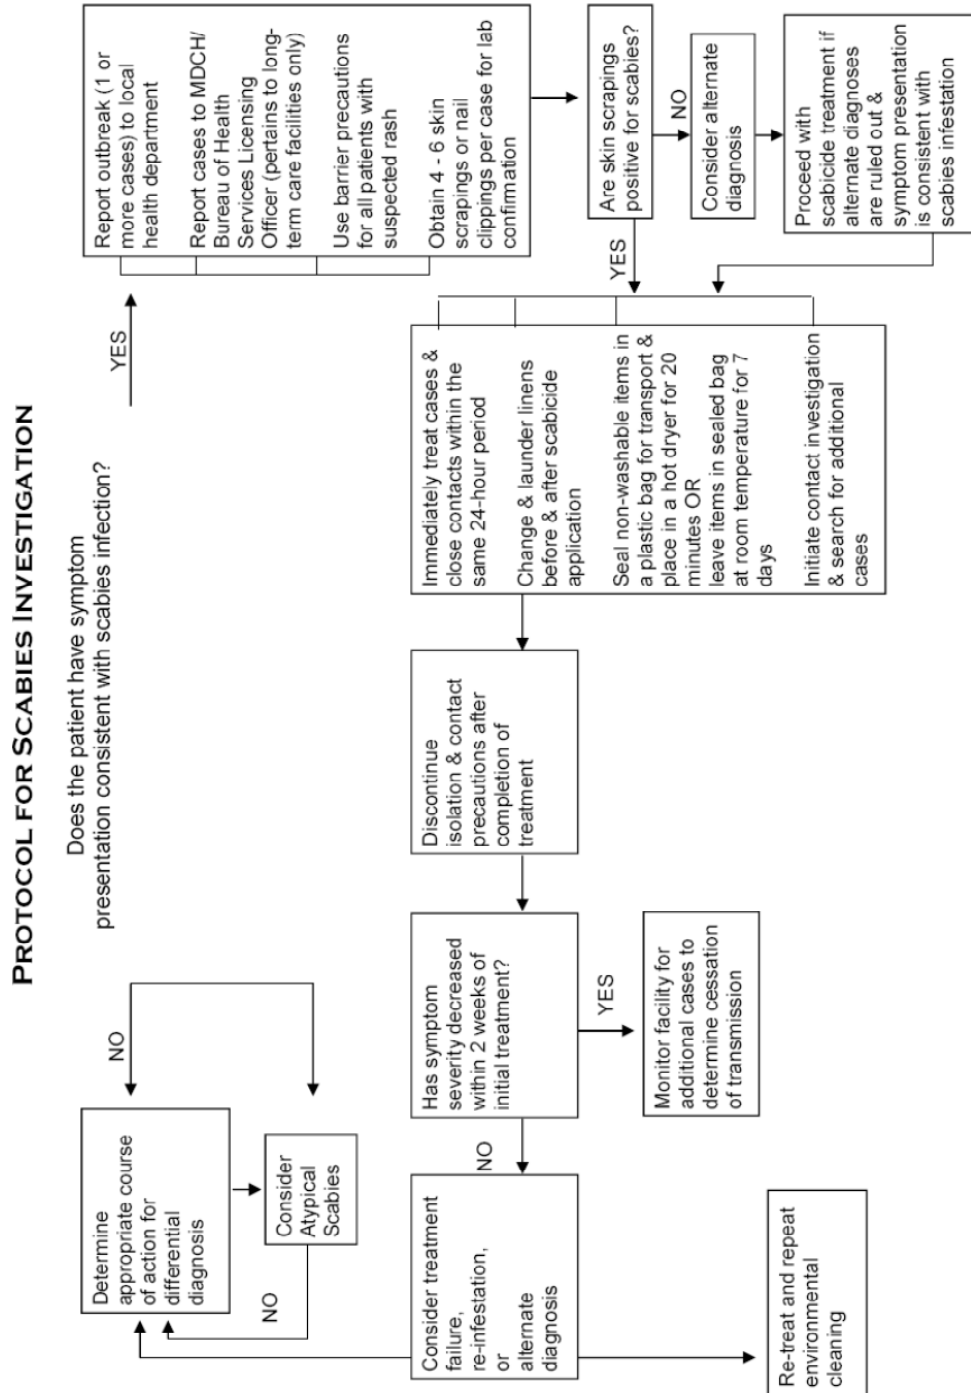 PROTOCOL FOR SCABIES INVESTIGATION
Does the patient have symptom
presentation consistent with scabies infection?
NO
YES
Determine
appropriate course
of action for
differential
diagnosis
Consider
Atypical
Scabies
NO
Report outbreak (1 or
more cases) to local
health department
Report cases to MDCH/
Bureau of Health
Services Licensing
Officer (pertains to long-
term care facilities only)
Use barrier precautions
for all patients with
suspected rash
Obtain 4 - 6 skin
scrapings or nail
clippings per case for lab
confirmation
Are skin scrapings
positive for scabies?
NO
Consider alternate
diagnosis
Proceed with
scabicide treatment if
alternate diagnoses
are ruled out &
symptom presentation
is consistent with
scabies infestation
YES
Immediately treat cases &
close contacts within the
same 24-hour period
Change & launder linens
before & after scabicide
application
Seal non-washable items in
a plastic bag for transport &
place in a hot dryer for 20
minutes OR
leave items in sealed bag
at room temperature for 7
days
Initiate contact investigation
& search for additional
cases
Discontinue
isolation & contact
precautions after
completion of
treatment
Has symptom
severity decreased
within 2 weeks of
initial treatment?
YES
Monitor facility for
additional cases to
determine cessation
of transmission
NO
Consider treatment
failure,
re-infestation,
or
alternate
diagnosis
Re-treat and repeat
environmental
cleaning